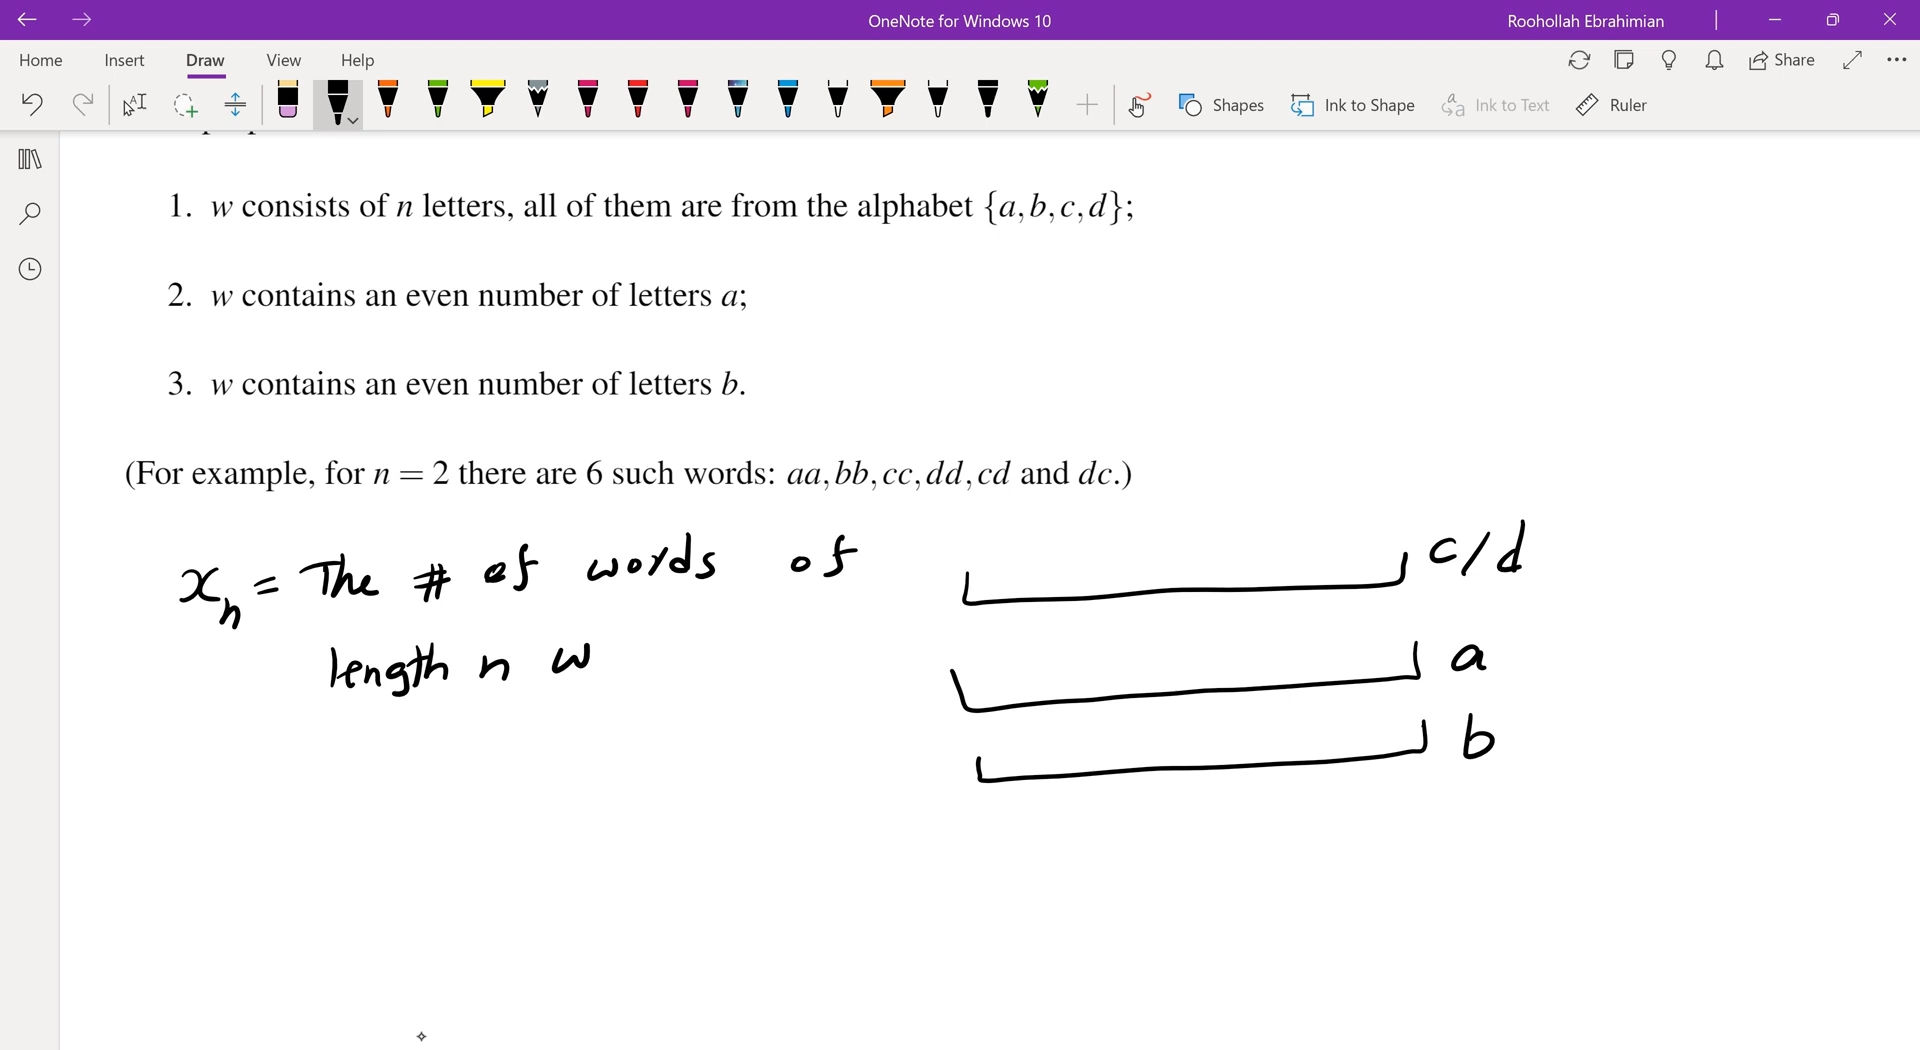 OneNote for Windows 10
Roohollah Ebrahimian
Home Insert Draw View Help
Share
Shapes Ink to Shape Ink to Text Ruler
1. w consists of n letters, all of them are from the alphabet {a,b,c,d};
2. w contains an even number of letters a;
3. w contains an even number of letters b.
(For example, for n = 2 there are 6 such words: aa,bb,cc,dd,cd and dc.)
xₙ = The # of words of
length n w
c/d
a
b